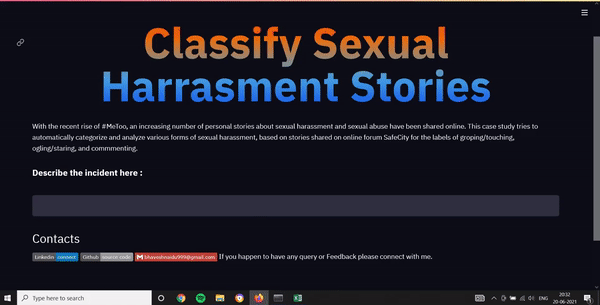 Classify Sexual
Harrasment Stories
With the recent rise of #MeToo, an increasing number of personal stories about sexual harassment and sexual abuse have been shared online. This case study tries to
automatically categorize and analyze various forms of sexual harassment, based on stories shared on online forum SafeCity for the labels of groping/touching,
ogling/staring, and commmenting.
Describe the incident here :
Contacts
Linkedin connect Github source code bhaveshnaidu999@gmail.com If you happen to have any query or Feedback please connect with me.
Type here to search
ENG
20:32
20-06-2021